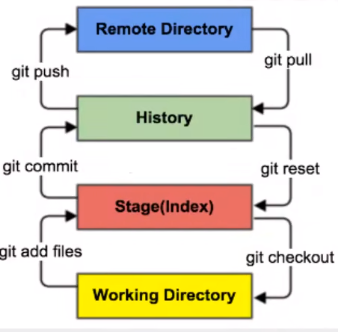 Remote Directory
git push
git pull
History
git commit
git reset
Stage(Index)
git add files
git checkout
Working Directory